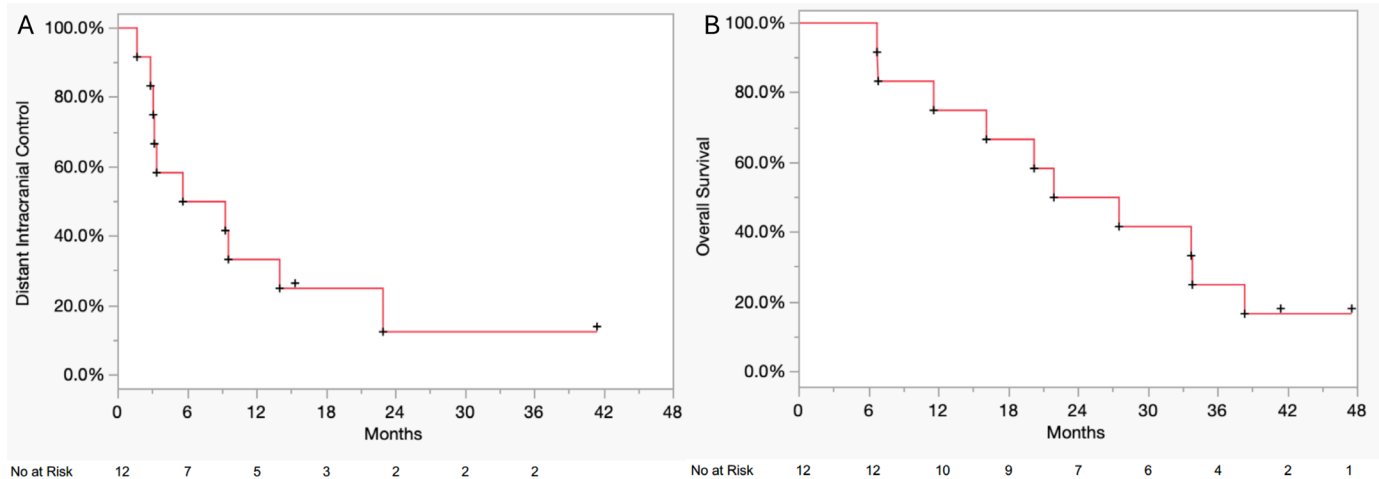 A
100.0%
80.0%
60.0%
40.0%
20.0%
0.0%
Distant Intracranial Control
0 6 12 18 24 30 36 42 48
Months
No at Risk 12 7 5 3 2 2 2
B
100.0%
80.0%
60.0%
40.0%
20.0%
0.0%
Overall Survival
0 6 12 18 24 30 36 42 48
Months
No at Risk 12 12 10 9 7 6 4 2 1